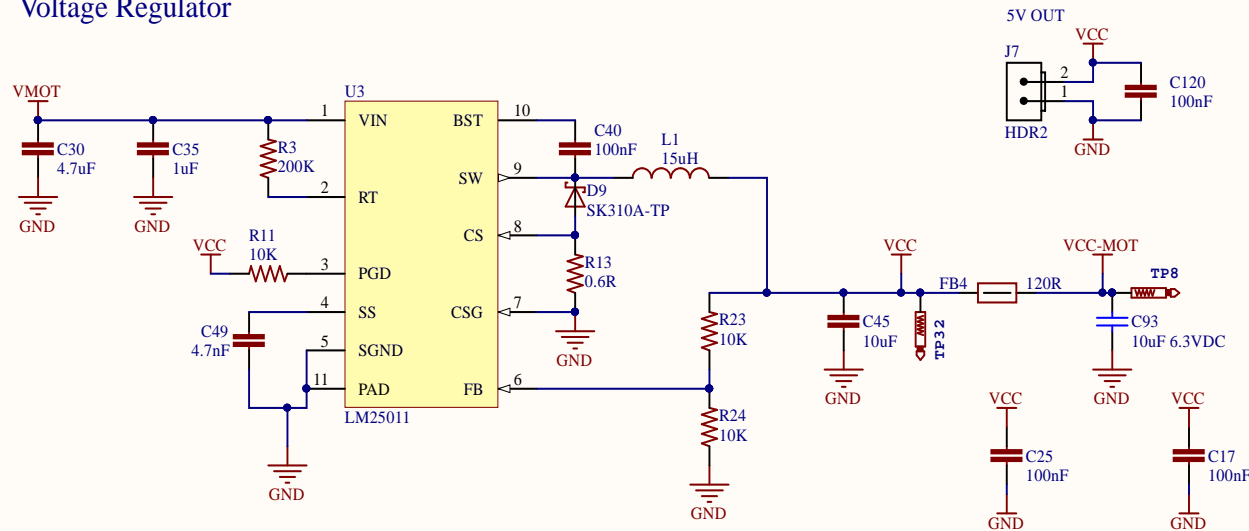 Voltage Regulator
5V OUT
VCC
J7
2
1
HDR2
C120
100nF
GND
VMOT
C30
4.7uF
GND
C35
1uF
GND
R3
200K
U3
1
VIN
2
RT
VCC
R11
10K
3
PGD
4
SS
C49
4.7nF
5
SGND
11
PAD
LM25011
GND
BST
10
C40
100nF
SW
9
L1
15uH
D9
SK310A-TP
CS
8
R13
0.6R
CSG
7
GND
FB
6
R23
10K
R24
10K
GND
VCC
C45
10uF
GND
TP32
FB4
120R
VCC-MOT
TP8
C93
10uF 6.3VDC
GND
VCC
C25
100nF
GND
VCC
C17
100nF
GND